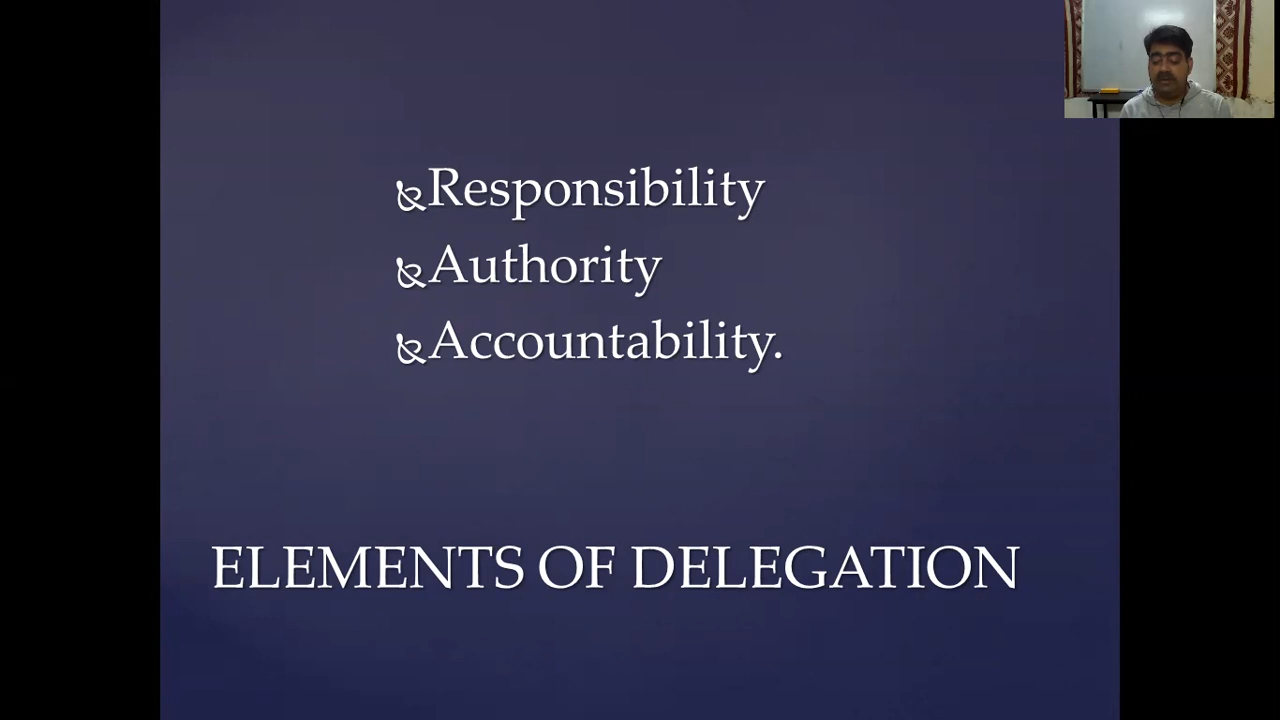 Responsibility
Authority
Accountability.
ELEMENTS OF DELEGATION